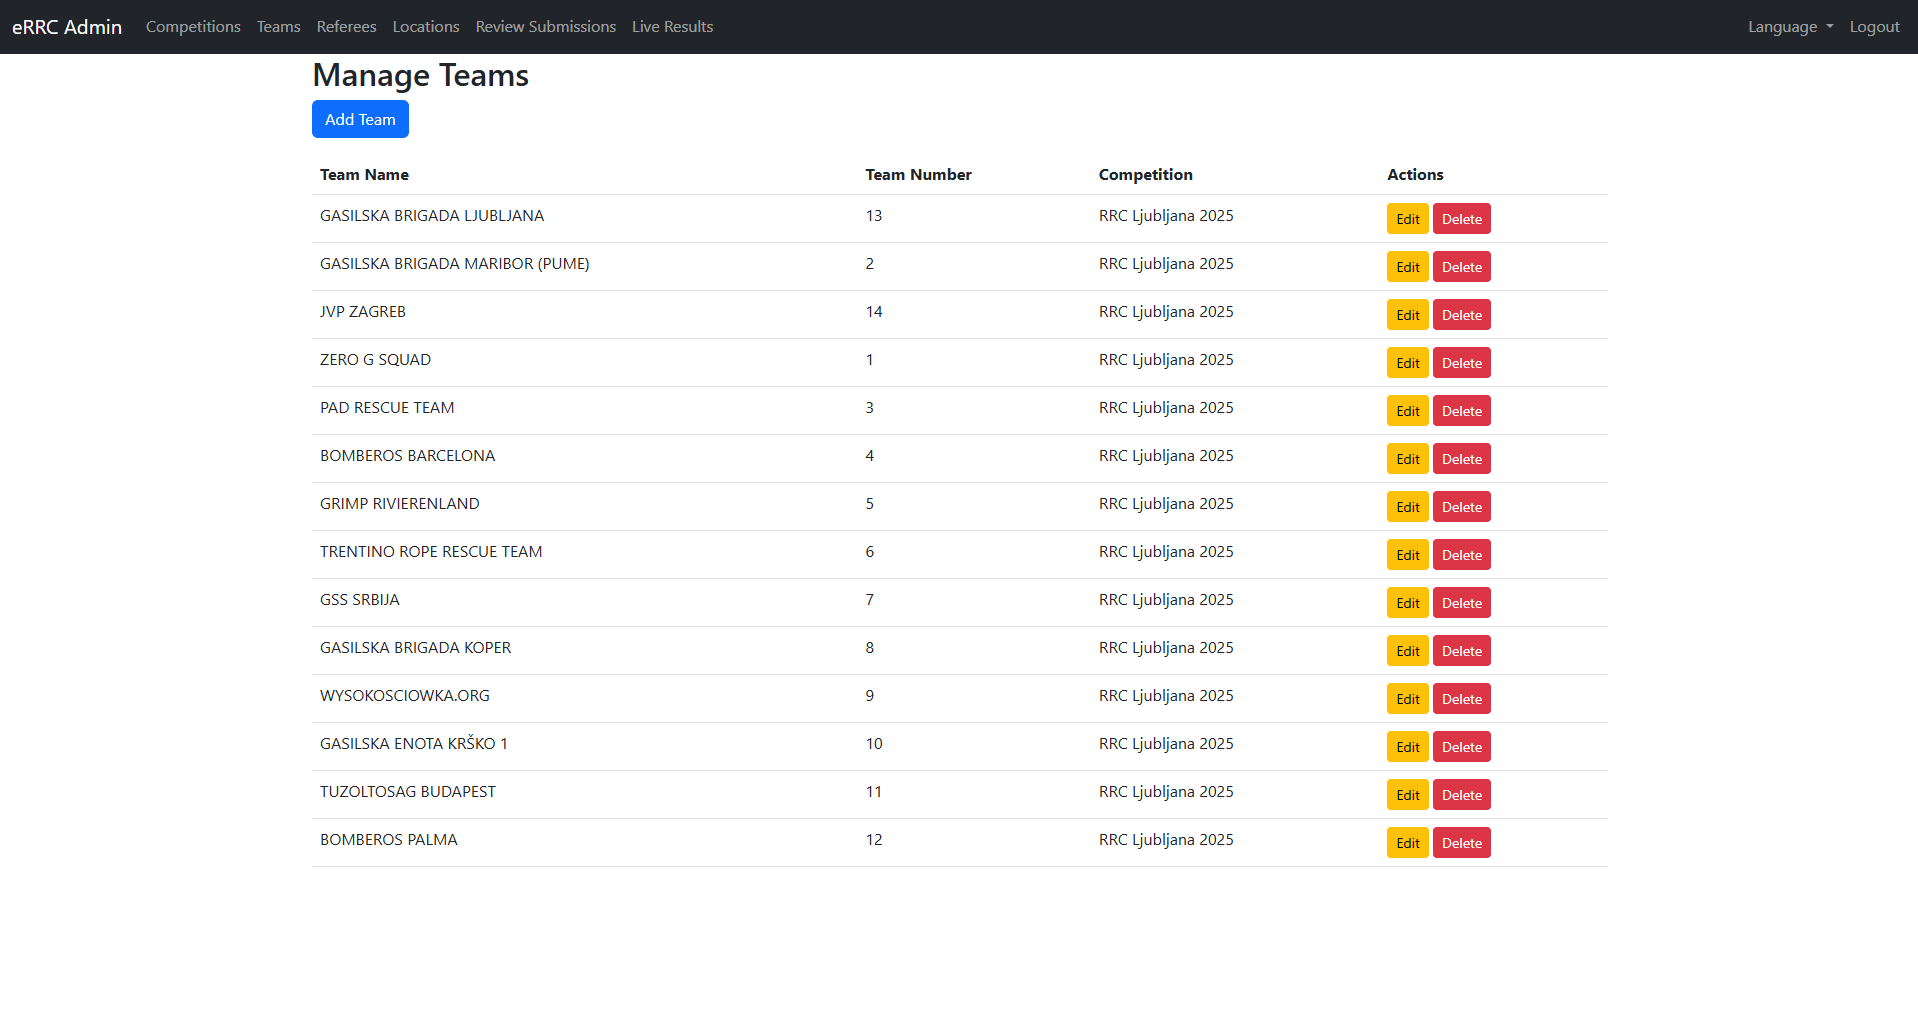 eRRC Admin Competitions Teams Referees Locations Review Submissions Live Results Language Logout
Manage Teams
Add Team
Team Name Team Number Competition Actions
GASILSKA BRIGADA LJUBLJANA 13 RRC Ljubljana 2025 Edit Delete
GASILSKA BRIGADA MARIBOR (PUME) 2 RRC Ljubljana 2025 Edit Delete
JVP ZAGREB 14 RRC Ljubljana 2025 Edit Delete
ZERO G SQUAD 1 RRC Ljubljana 2025 Edit Delete
PAD RESCUE TEAM 3 RRC Ljubljana 2025 Edit Delete
BOMBEROS BARCELONA 4 RRC Ljubljana 2025 Edit Delete
GRIMP RIVIERENLAND 5 RRC Ljubljana 2025 Edit Delete
TRENTINO ROPE RESCUE TEAM 6 RRC Ljubljana 2025 Edit Delete
GSS SRBIJA 7 RRC Ljubljana 2025 Edit Delete
GASILSKA BRIGADA KOPER 8 RRC Ljubljana 2025 Edit Delete
WYSOKOSCIOWKA.ORG 9 RRC Ljubljana 2025 Edit Delete
GASILSKA ENOTA KRŠKO 1 10 RRC Ljubljana 2025 Edit Delete
TUZOLTOSAG BUDAPEST 11 RRC Ljubljana 2025 Edit Delete
BOMBEROS PALMA 12 RRC Ljubljana 2025 Edit Delete